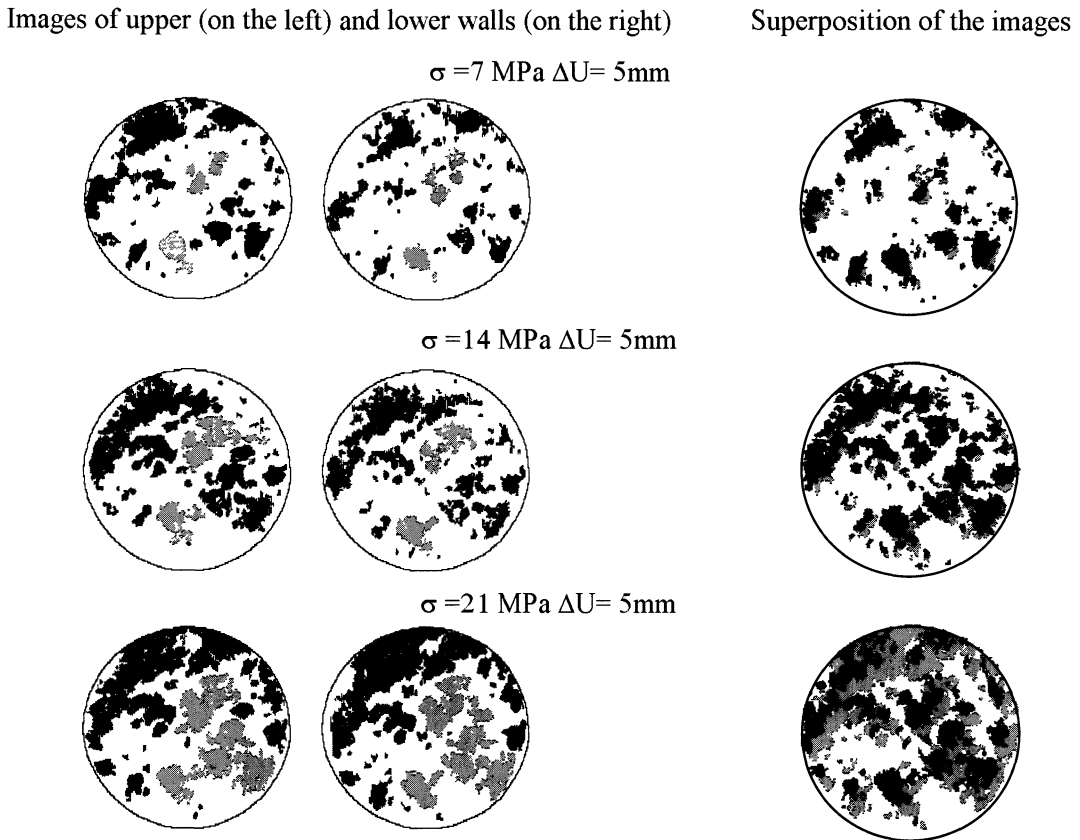 Images of upper (on the left) and lower walls (on the right) Superposition of the images
σ =7 MPa ΔU= 5mm
σ =14 MPa ΔU= 5mm
σ =21 MPa ΔU= 5mm